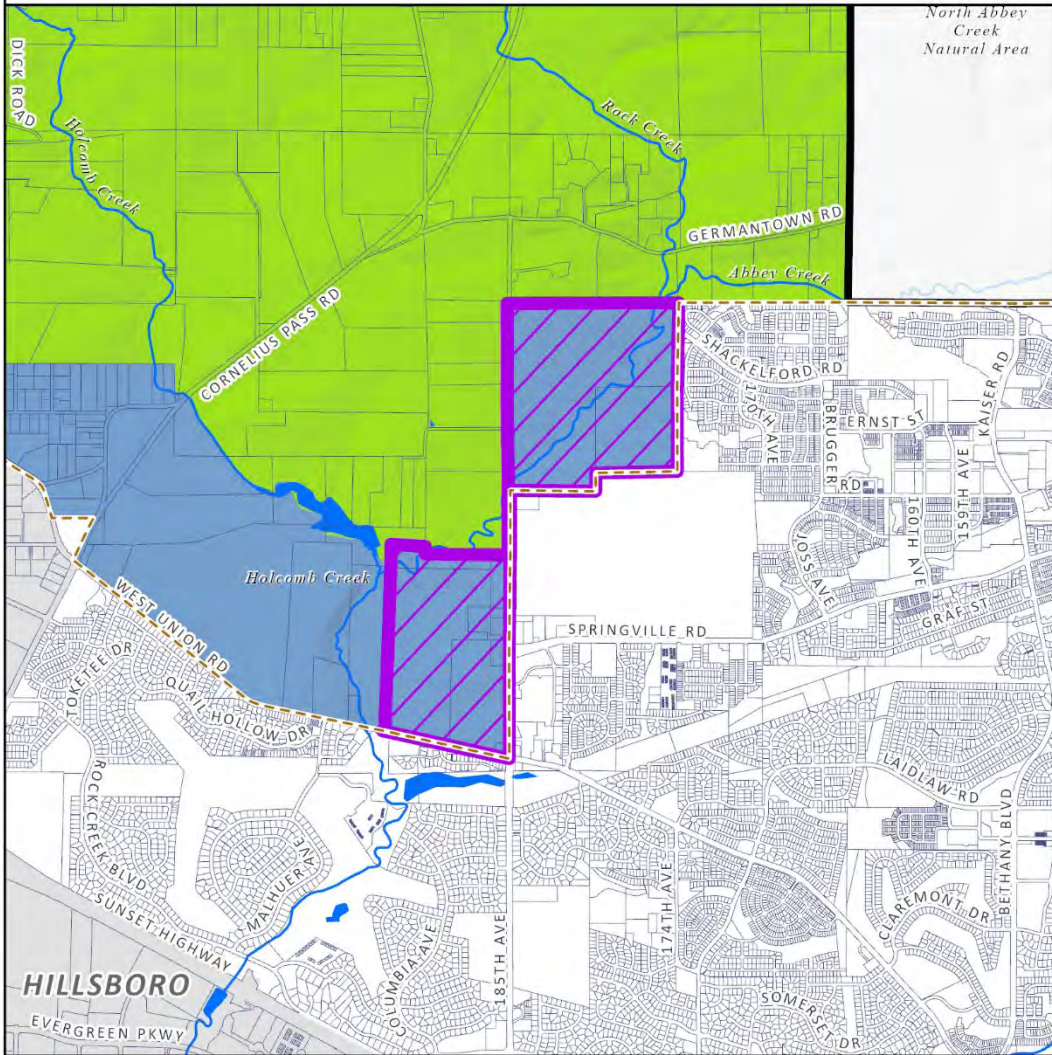 North Abbey
Creek
Natural Area
DICK ROAD
Holcomb Creek
Rock Creek
GERMANTOWN RD
Abbey Creek
CORNELIUS PASS RD
SHACKELFORD RD
170TH AVE
BRUGGER
RD
ERNST ST
KAISER RD
159TH AVE
160TH AVE
JOSS AVE
GRAF ST
Holcomb Creek
WEST UNION RD
SPRINGVILLE RD
TOKETEE DR
QUAIL HOLLOW DR
LAIDLAW RD
ROCK CREEK BLVD
MALHUER AVE
SUNSET HIGHWAY
174TH AVE
BETHANY BLVD
CLAREMONT DR
COLUMBIA AVE
185TH AVE
HILLSBORO
SOMERSET DR
EVERGREEN PKWY